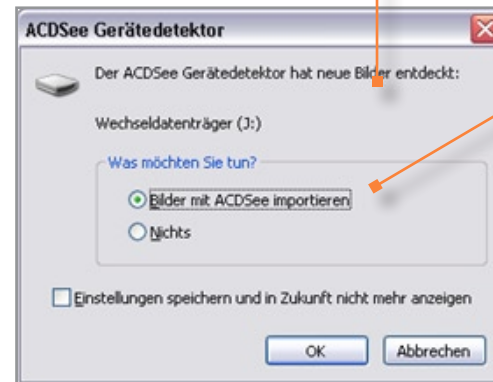 ACDSee Gerätedetektor
Der ACDSee Gerätedetektor hat neue Bilder entdeckt:
Wechseldatenträger (J:)
Was möchten Sie tun?
Bilder mit ACDSee importieren
Nichts
Einstellungen speichern und in Zukunft nicht mehr anzeigen
OK Abbrechen